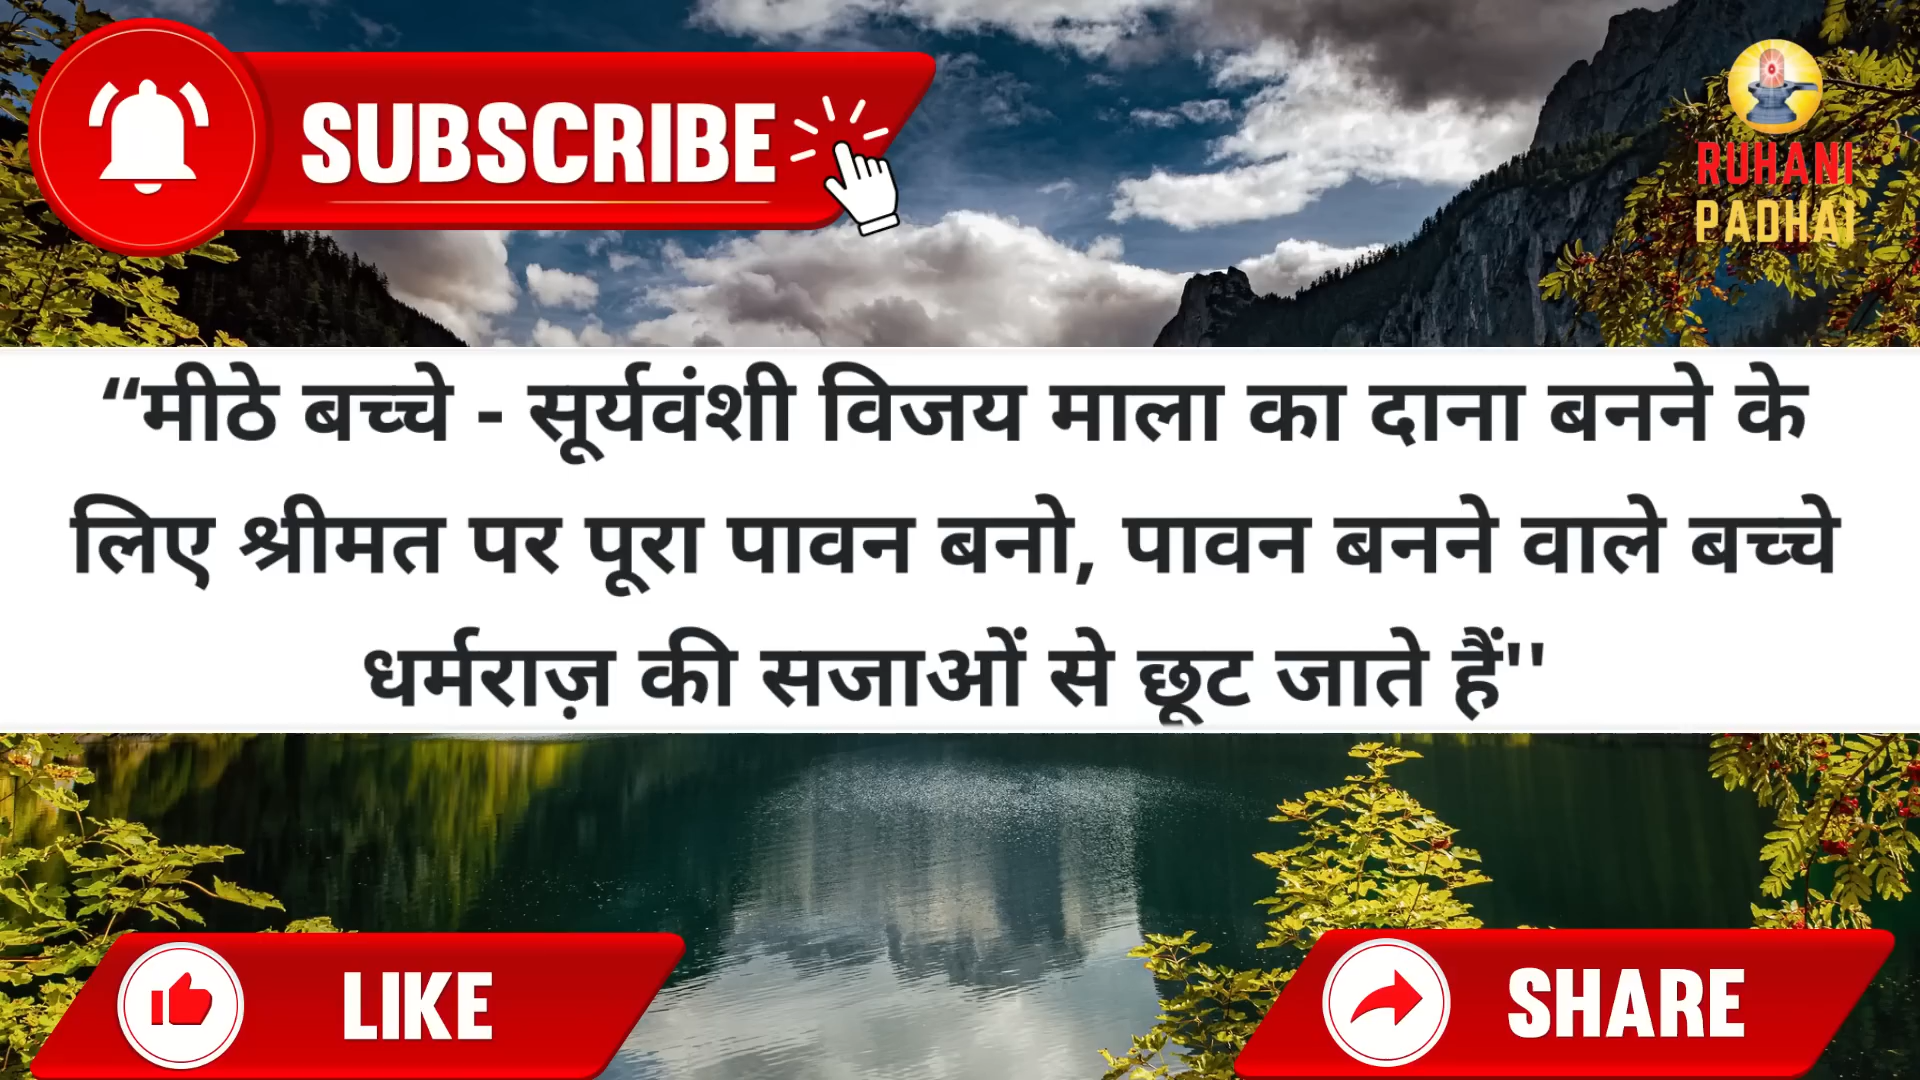 SUBSCRIBE
RUHANI
PADHAI
“मीठे बच्चे - सूर्यवंशी विजय माला का दाना बनने के
लिए श्रीमत पर पूरा पावन बनो, पावन बनने वाले बच्चे
धर्मराज़ की सजाओं से छूट जाते हैं''
LIKE
SHARE